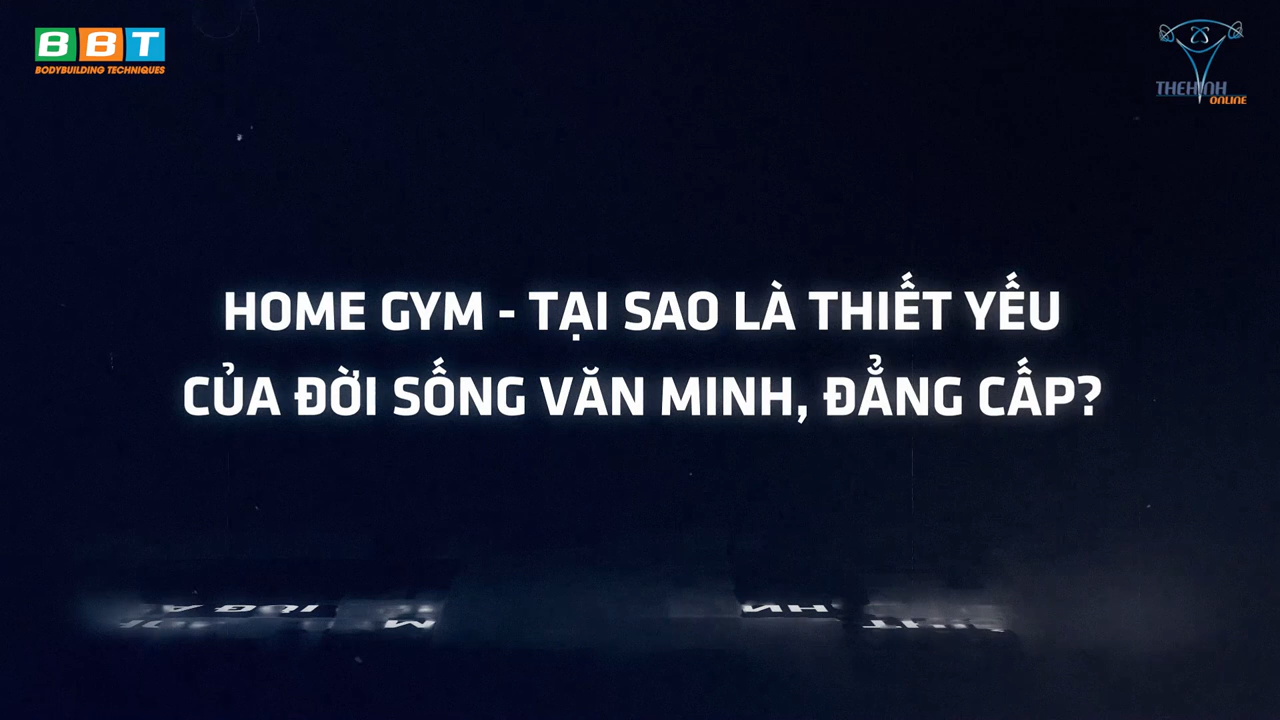 BBT
BODYBUILDING TECHNIQUES
THEHINH
ONLINE
HOME GYM - TẠI SAO LÀ THIẾT YẾU
CỦA ĐỜI SỐNG VĂN MINH, ĐẲNG CẤP?